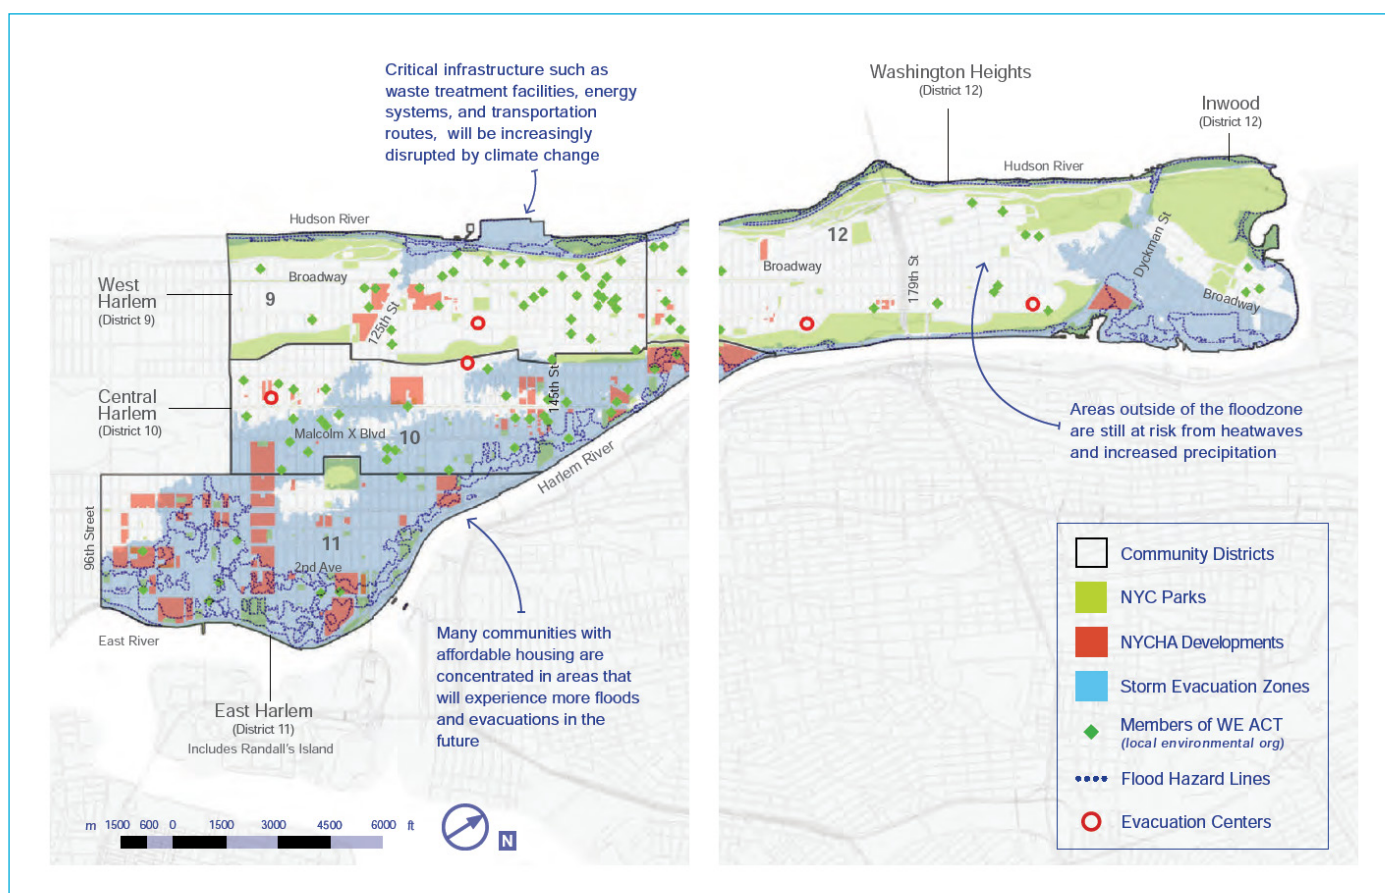 Critical infrastructure such as
waste treatment facilities, energy
systems, and transportation
routes, will be increasingly
disrupted by climate change
Washington Heights
(District 12)
Inwood
(District 12)
Hudson River
Hudson River
West
Harlem
(District 9)
Broadway
9
125th St
12
Broadway
179th St
Dyckman St
Broadway
Central
Harlem
(District 10)
Malcolm X Blvd
10
145th St
Harlem River
Areas outside of the floodzone
are still at risk from heatwaves
and increased precipitation
96th Street
11
2nd Ave
East River
East Harlem
(District 11)
Includes Randall's Island
Many communities with
affordable housing are
concentrated in areas that
will experience more floods
and evacuations in the
future
Community Districts
NYC Parks
NYCHA Developments
Storm Evacuation Zones
Members of WE ACT
(local environmental org)
Flood Hazard Lines
Evacuation Centers
m 1500 600 0 1500 3000 4500 6000 ft
N